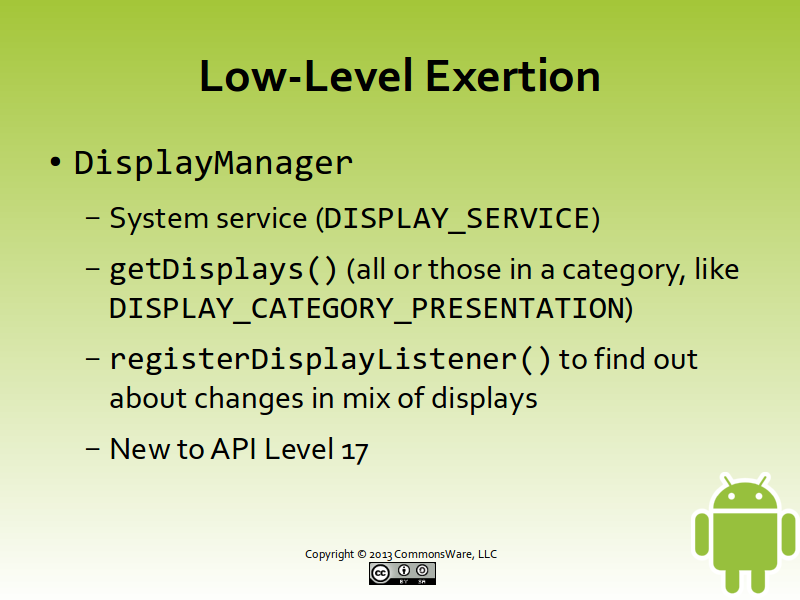 Low-Level Exertion
• DisplayManager
– System service (DISPLAY_SERVICE)
– getDisplays() (all or those in a category, like
DISPLAY_CATEGORY_PRESENTATION)
– registerDisplayListener() to find out
about changes in mix of displays
– New to API Level 17
Copyright © 2013 CommonsWare, LLC
cc BY SA